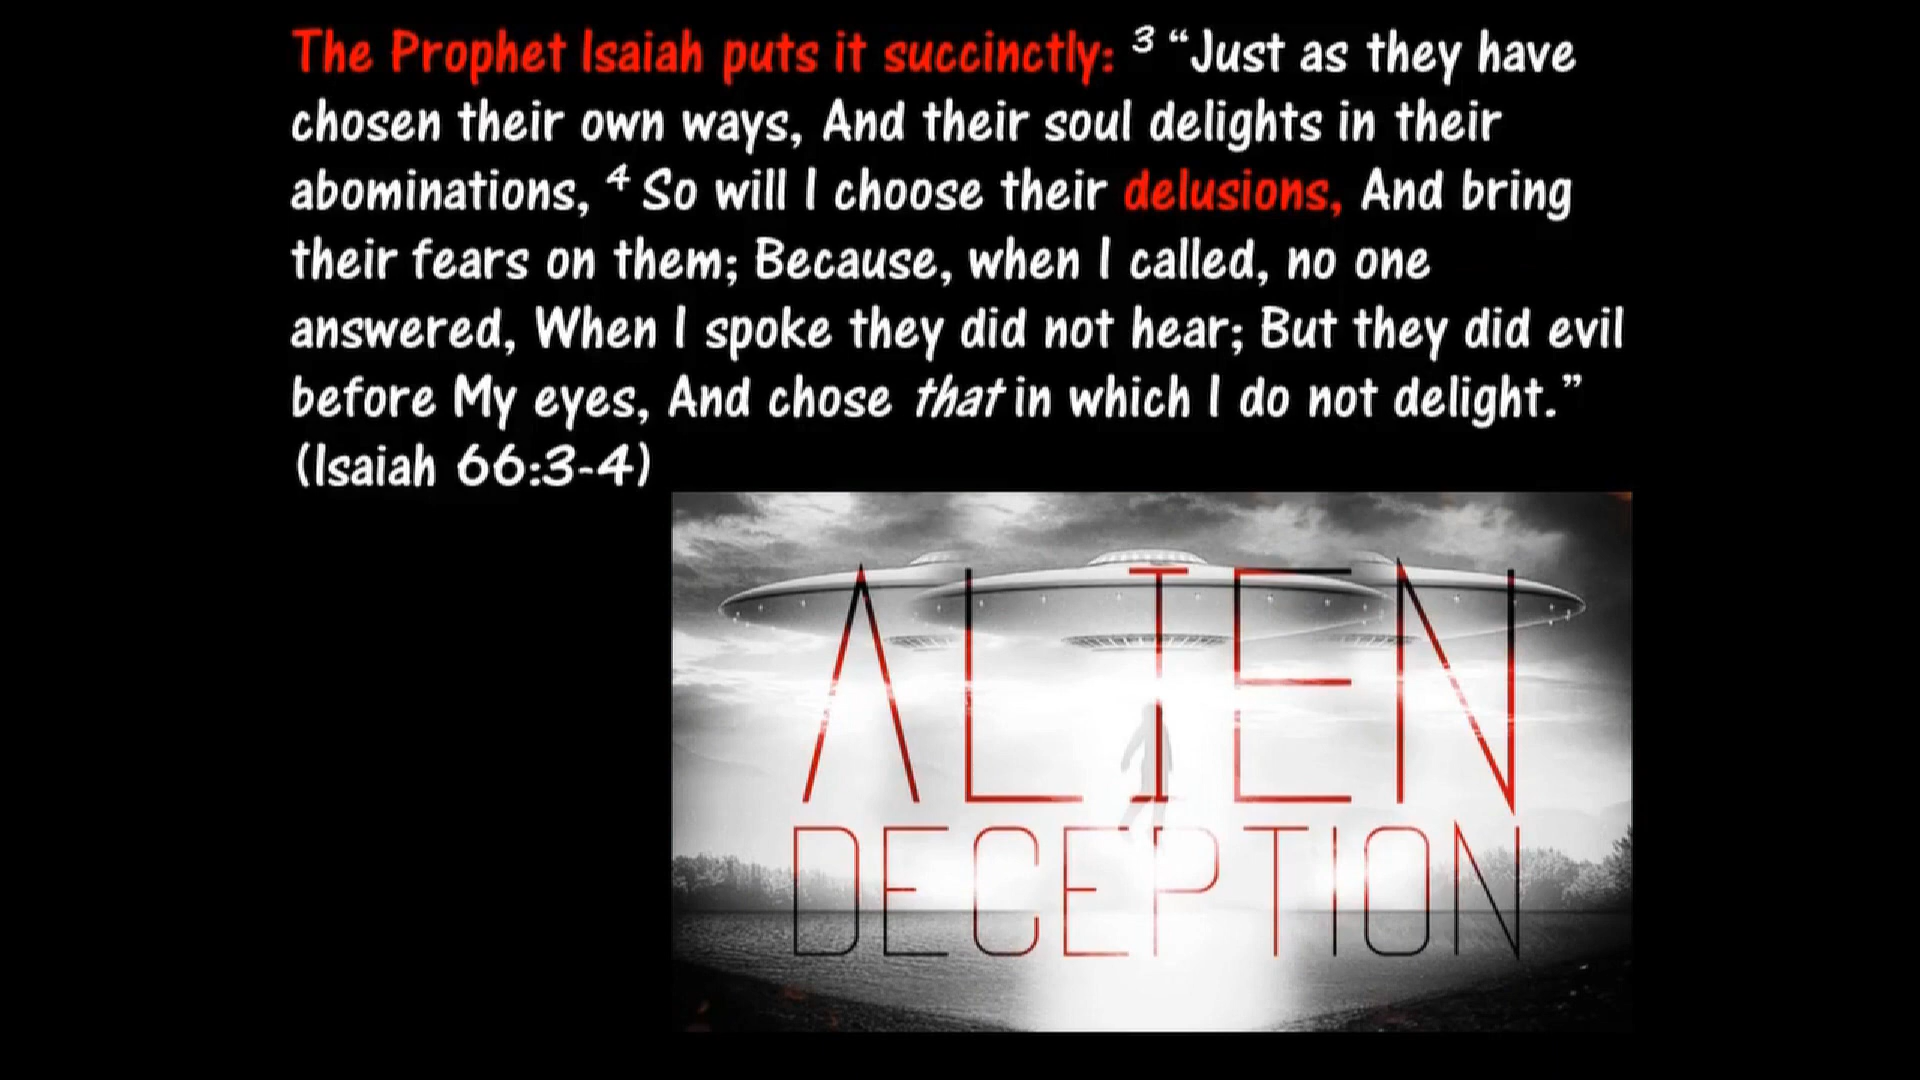 The Prophet Isaiah puts it succinctly: ³ “Just as they have
chosen their own ways, And their soul delights in their
abominations, ⁴ So will I choose their delusions, And bring
their fears on them; Because, when I called, no one
answered, When I spoke they did not hear; But they did evil
before My eyes, And chose that in which I do not delight.”
(Isaiah 66:3-4)
ALIEN
DECEPTION